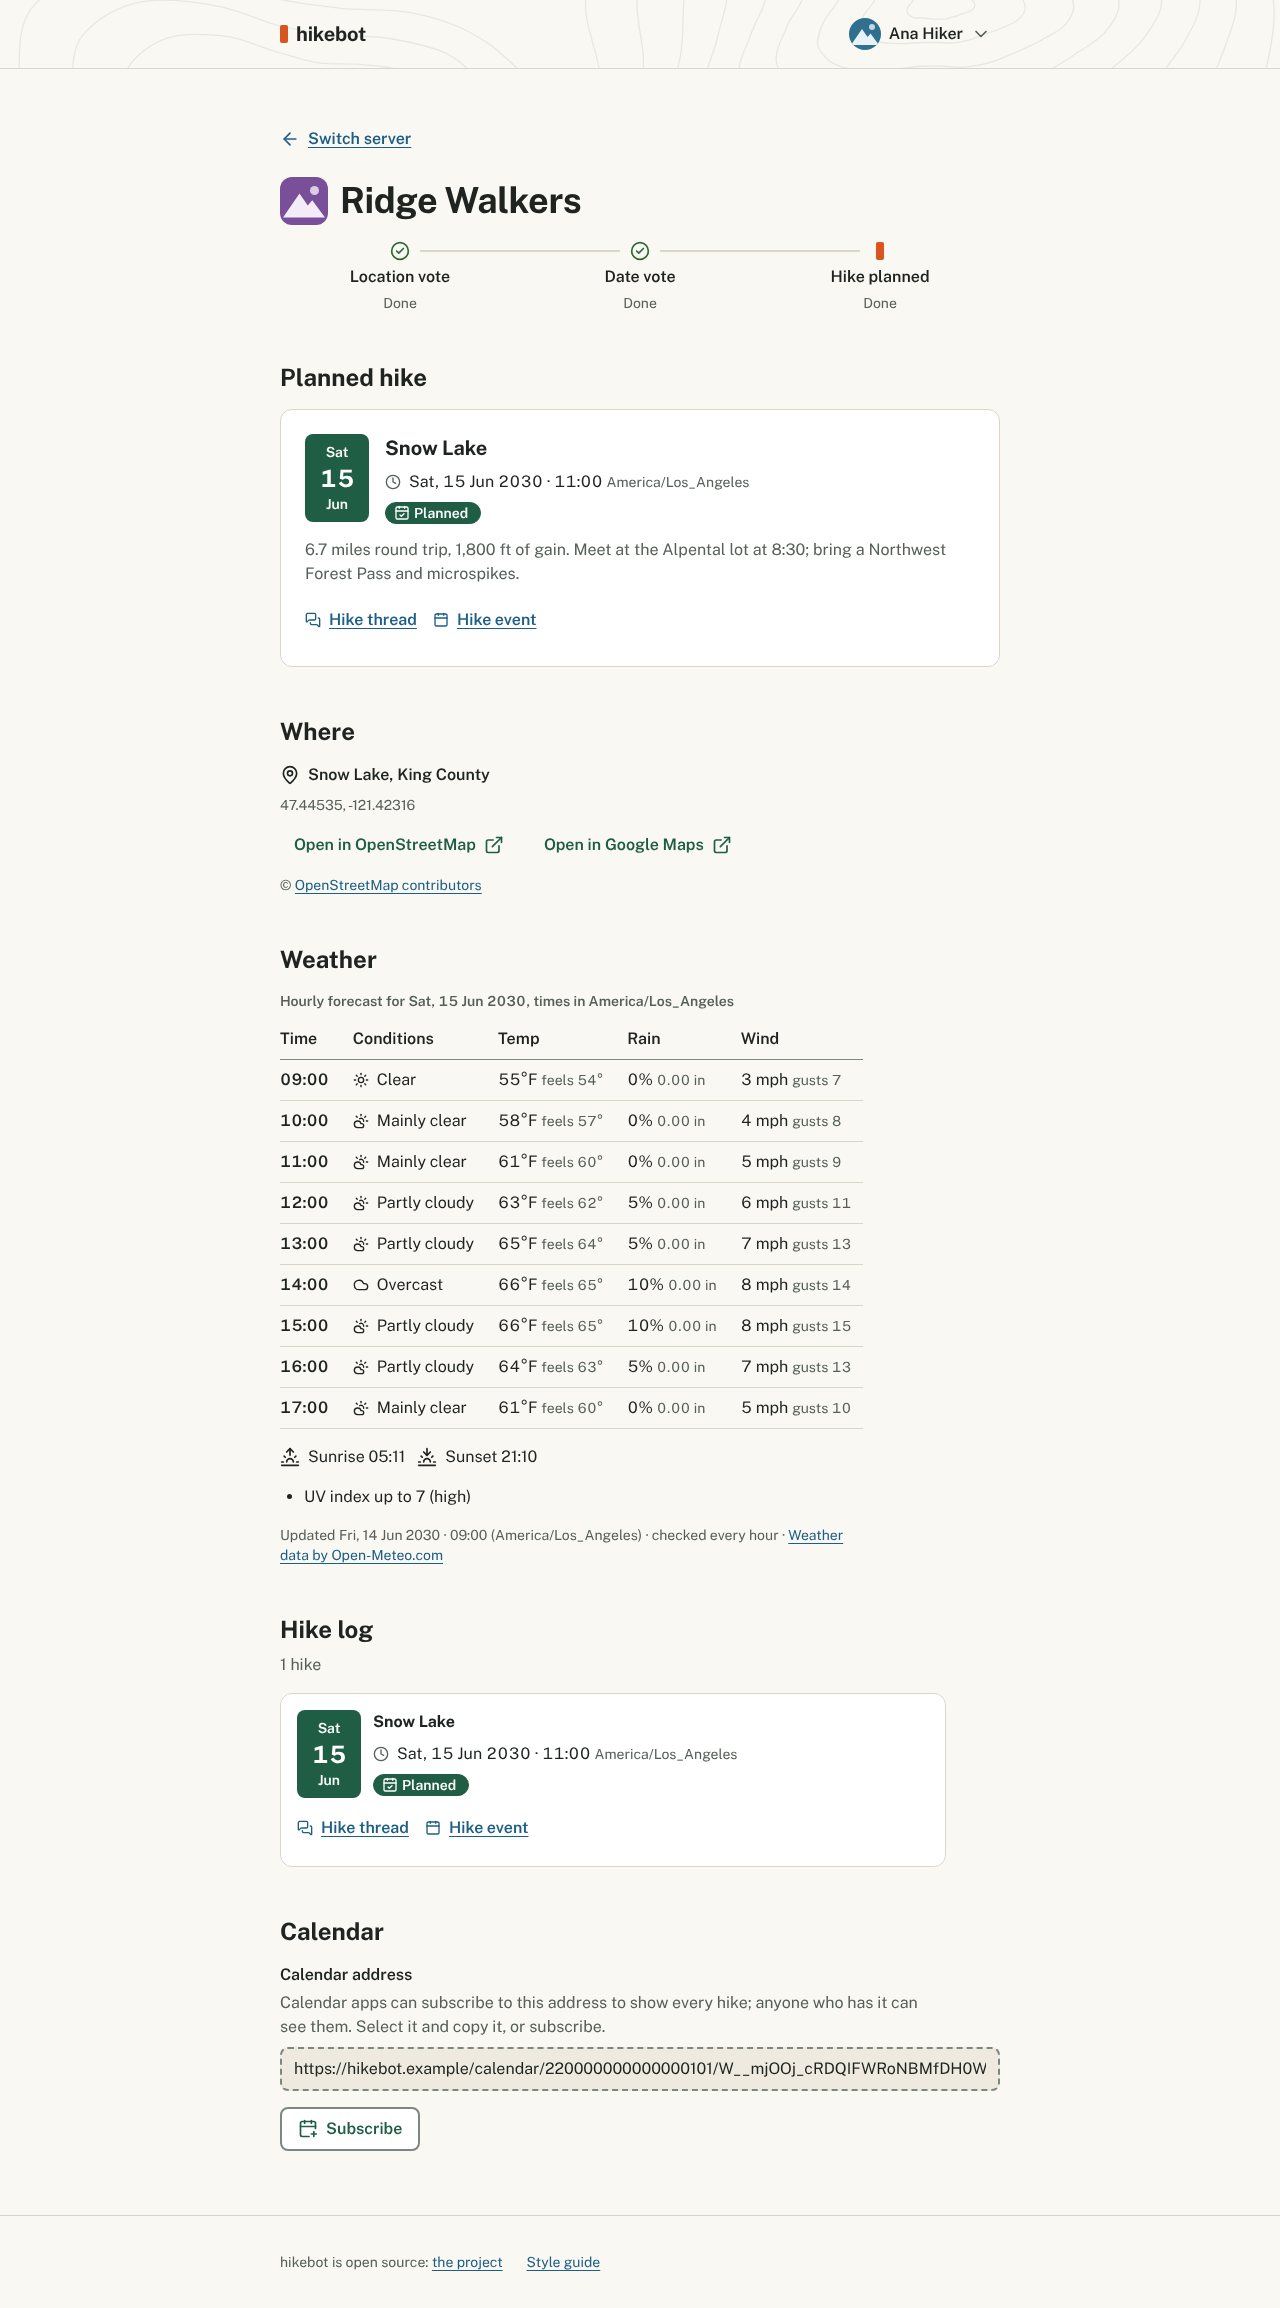 hikebot
Ana Hiker
Switch server
Ridge Walkers
Location vote
Done
Date vote
Done
Hike planned
Done
Planned hike
Sat
15
Jun
Snow Lake
Sat, 15 Jun 2030 · 11:00 America/Los_Angeles
Planned
6.7 miles round trip, 1,800 ft of gain. Meet at the Alpental lot at 8:30; bring a Northwest
Forest Pass and microspikes.
Hike thread Hike event
Where
Snow Lake, King County
47.44535, -121.42316
Open in OpenStreetMap Open in Google Maps
© OpenStreetMap contributors
Weather
Hourly forecast for Sat, 15 Jun 2030, times in America/Los_Angeles
Time Conditions Temp Rain Wind
09:00 Clear 55°F feels 54° 0% 0.00 in 3 mph gusts 7
10:00 Mainly clear 58°F feels 57° 0% 0.00 in 4 mph gusts 8
11:00 Mainly clear 61°F feels 60° 0% 0.00 in 5 mph gusts 9
12:00 Partly cloudy 63°F feels 62° 5% 0.00 in 6 mph gusts 11
13:00 Partly cloudy 65°F feels 64° 5% 0.00 in 7 mph gusts 13
14:00 Overcast 66°F feels 65° 10% 0.00 in 8 mph gusts 14
15:00 Partly cloudy 66°F feels 65° 10% 0.00 in 8 mph gusts 15
16:00 Partly cloudy 64°F feels 63° 5% 0.00 in 7 mph gusts 13
17:00 Mainly clear 61°F feels 60° 0% 0.00 in 5 mph gusts 10
Sunrise 05:11 Sunset 21:10
• UV index up to 7 (high)
Updated Fri, 14 Jun 2030 · 09:00 (America/Los_Angeles) · checked every hour · Weather
data by Open-Meteo.com
Hike log
1 hike
Sat
15
Jun
Snow Lake
Sat, 15 Jun 2030 · 11:00 America/Los_Angeles
Planned
Hike thread Hike event
Calendar
Calendar address
Calendar apps can subscribe to this address to show every hike; anyone who has it can
see them. Select it and copy it, or subscribe.
https://hikebot.example/calendar/220000000000000101/W__mjOOj_cRDQIFWRoNBMfDH0W
Subscribe
hikebot is open source: the project Style guide